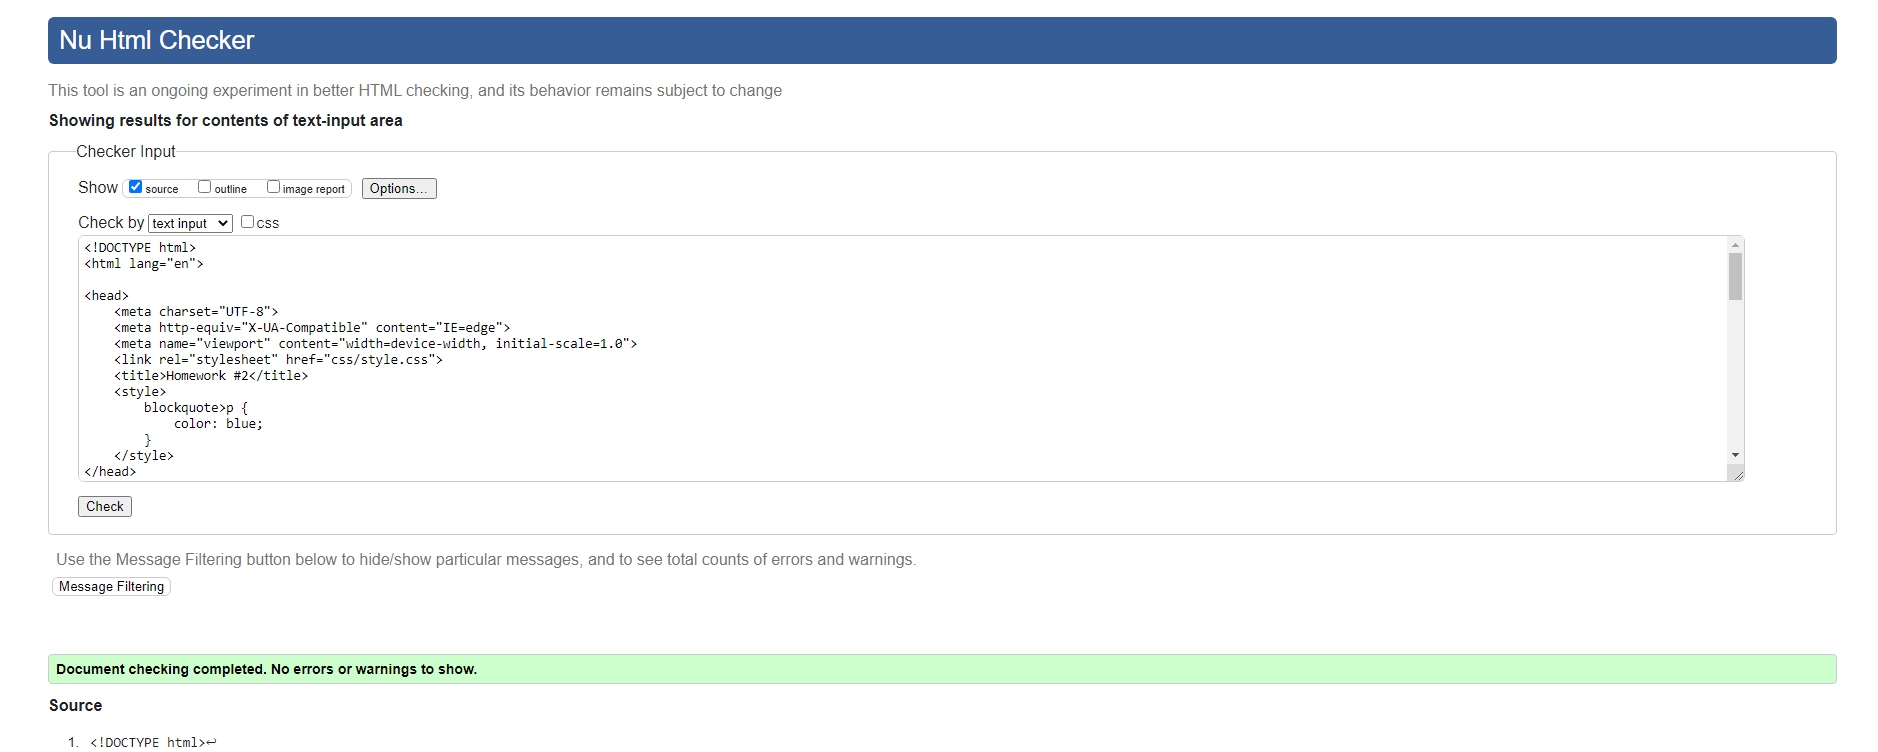 Nu Html Checker
This tool is an ongoing experiment in better HTML checking, and its behavior remains subject to change
Showing results for contents of text-input area
Checker Input
Show source outline image report Options...
Check by text input css
<!DOCTYPE html>
<html lang="en">
<head>
    <meta charset="UTF-8">
    <meta http-equiv="X-UA-Compatible" content="IE=edge">
    <meta name="viewport" content="width=device-width, initial-scale=1.0">
    <link rel="stylesheet" href="css/style.css">
    <title>Homework #2</title>
    <style>
        blockquote>p {
            color: blue;
        }
    </style>
</head>
Check
Use the Message Filtering button below to hide/show particular messages, and to see total counts of errors and warnings.
Message Filtering
Document checking completed. No errors or warnings to show.
Source
1. <!DOCTYPE html>↩